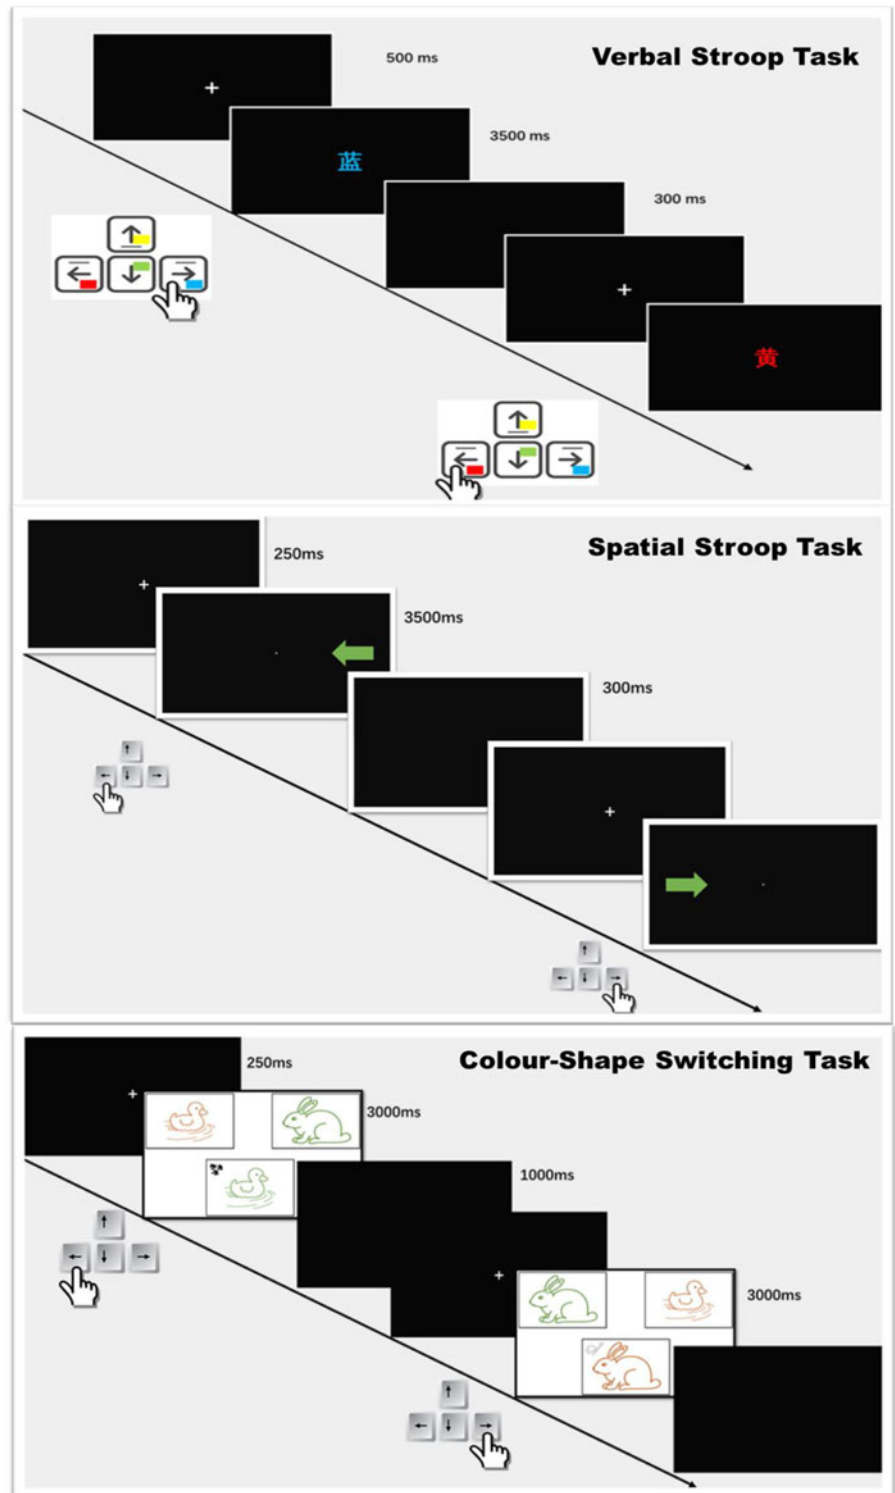 500 ms
Verbal Stroop Task
蓝
3500 ms
300 ms
黄
Spatial Stroop Task
250ms
3500ms
300ms
Colour-Shape Switching Task
250ms
3000ms
1000ms
3000ms